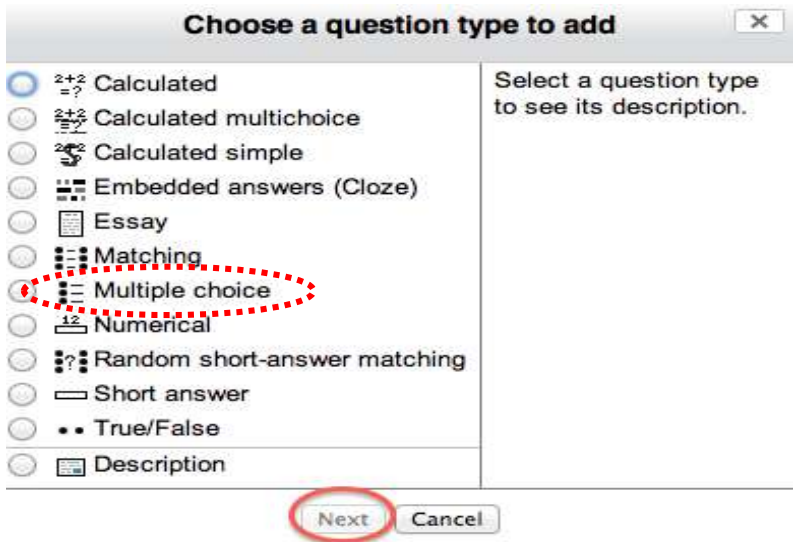 Choose a question type to add
Select a question type
to see its description.
Calculated
Calculated multichoice
Calculated simple
Embedded answers (Cloze)
Essay
Matching
Multiple choice
Numerical
Random short-answer matching
Short answer
True/False
Description
Next
Cancel